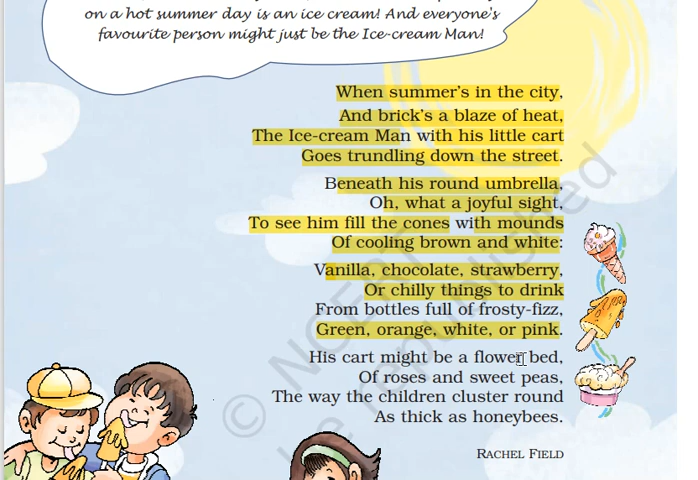 on a hot summer day is an ice cream! And everyone's
favourite person might just be the Ice-cream Man!
When summer's in the city,
And brick's a blaze of heat,
The Ice-cream Man with his little cart
Goes trundling down the street.
Beneath his round umbrella,
Oh, what a joyful sight,
To see him fill the cones with mounds
Of cooling brown and white:
Vanilla, chocolate, strawberry,
Or chilly things to drink
From bottles full of frosty-fizz,
Green, orange, white, or pink.
His cart might be a flower bed,
Of roses and sweet peas,
The way the children cluster round
As thick as honeybees.
RACHEL FIELD
© NCERT
be republished